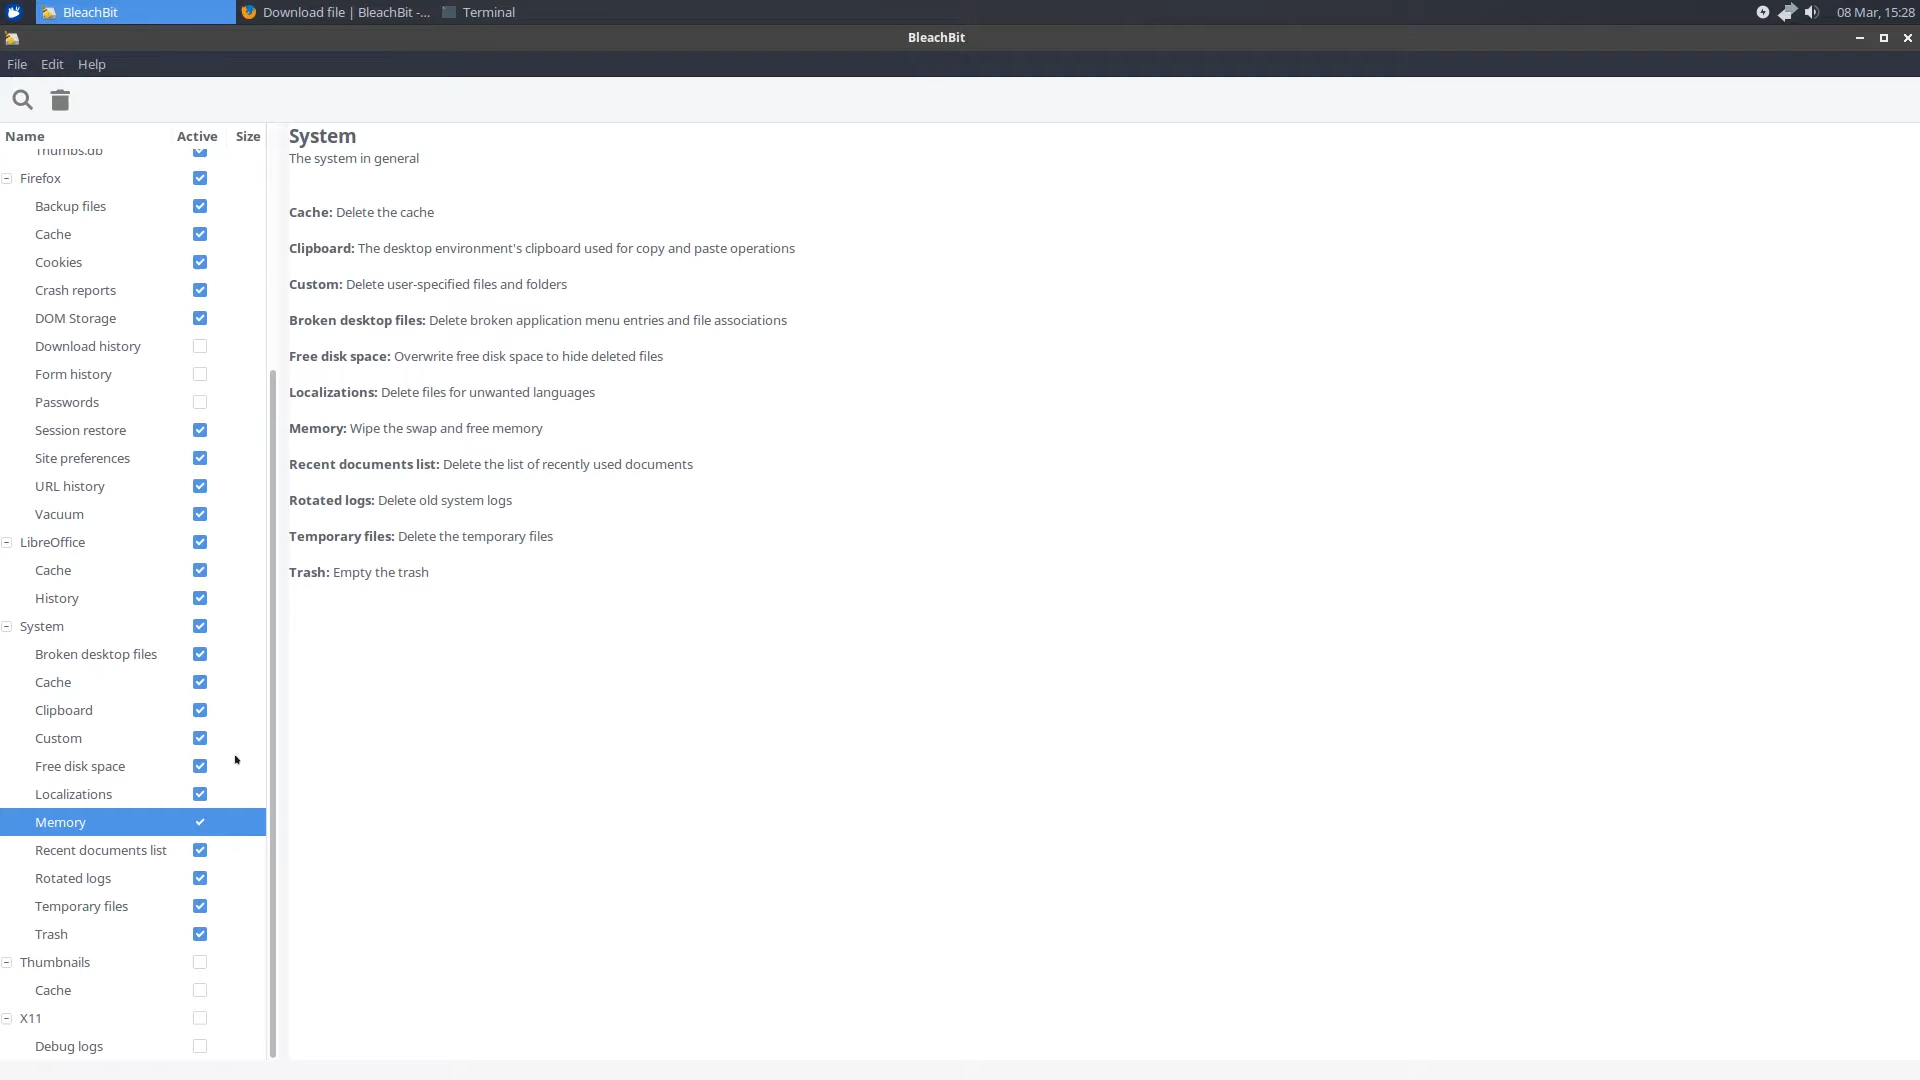 BleachBit
Download file | BleachBit -...
Terminal
08 Mar, 15:28
BleachBit
File Edit Help
Name Active Size
Thumbs.db
Firefox
Backup files
Cache
Cookies
Crash reports
DOM Storage
Download history
Form history
Passwords
Session restore
Site preferences
URL history
Vacuum
LibreOffice
Cache
History
System
Broken desktop files
Cache
Clipboard
Custom
Free disk space
Localizations
Memory
Recent documents list
Rotated logs
Temporary files
Trash
Thumbnails
Cache
X11
Debug logs
System
The system in general
Cache: Delete the cache
Clipboard: The desktop environment's clipboard used for copy and paste operations
Custom: Delete user-specified files and folders
Broken desktop files: Delete broken application menu entries and file associations
Free disk space: Overwrite free disk space to hide deleted files
Localizations: Delete files for unwanted languages
Memory: Wipe the swap and free memory
Recent documents list: Delete the list of recently used documents
Rotated logs: Delete old system logs
Temporary files: Delete the temporary files
Trash: Empty the trash